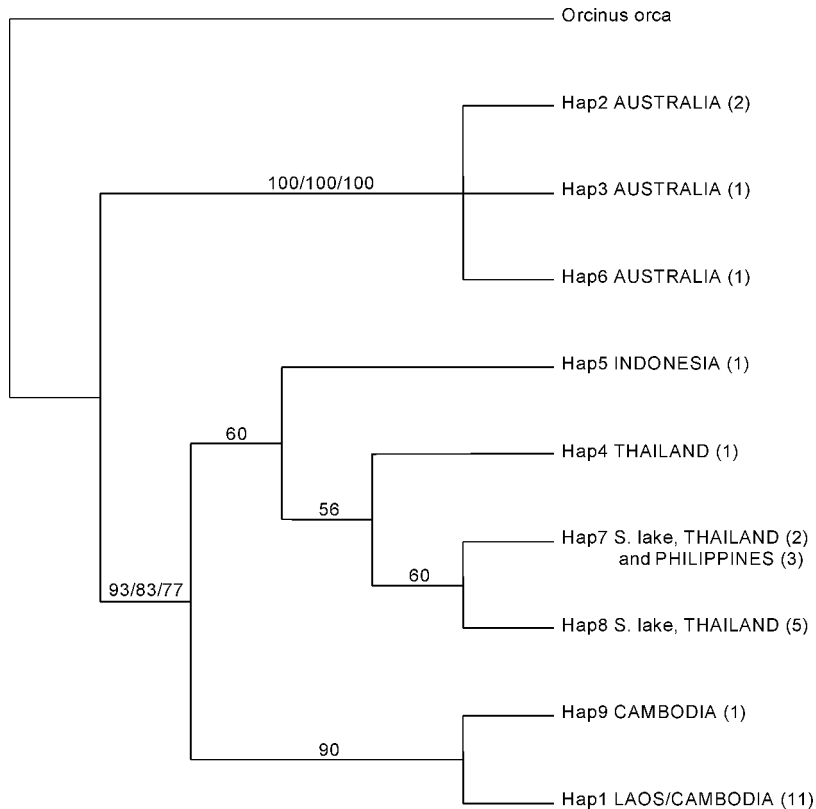 Orcinus orca
Hap2 AUSTRALIA (2)
100/100/100
Hap3 AUSTRALIA (1)
Hap6 AUSTRALIA (1)
Hap5 INDONESIA (1)
60
Hap4 THAILAND (1)
56
Hap7 S. lake, THAILAND (2)
and PHILIPPINES (3)
60
93/83/77
Hap8 S. lake, THAILAND (5)
Hap9 CAMBODIA (1)
90
Hap1 LAOS/CAMBODIA (11)